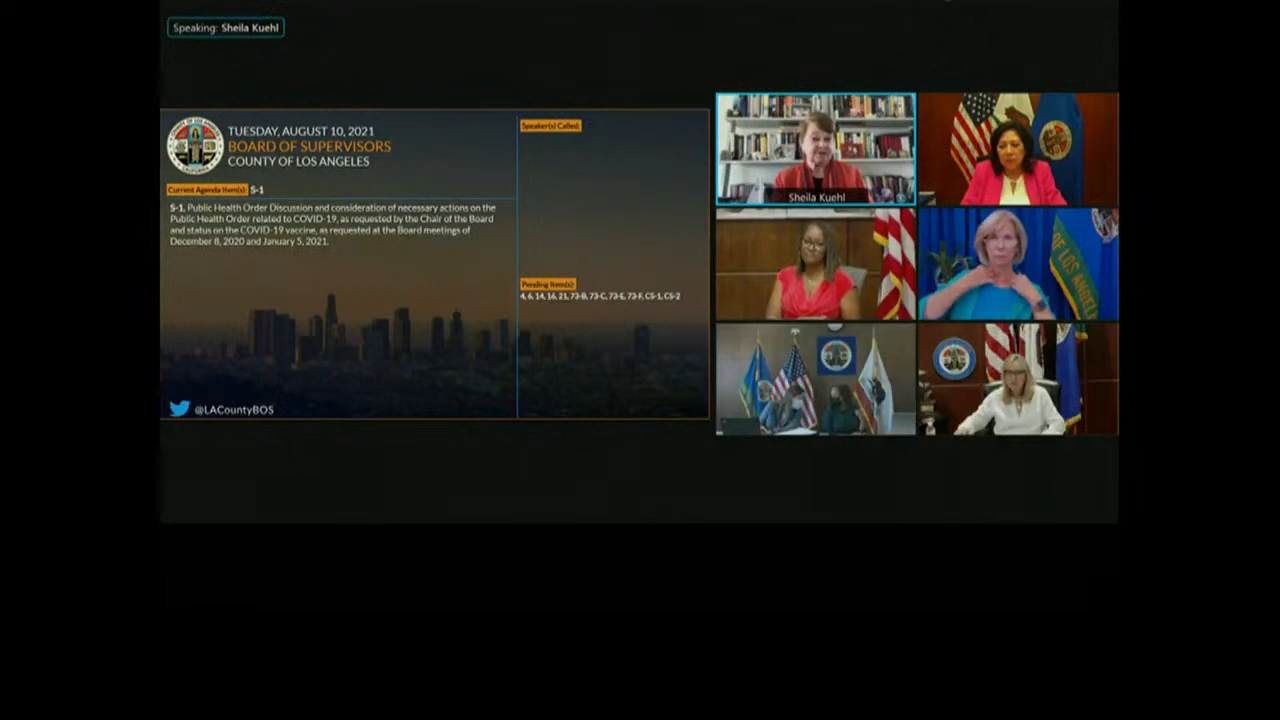 Speaking: Sheila Kuehl
TUESDAY, AUGUST 10, 2021
BOARD OF SUPERVISORS
COUNTY OF LOS ANGELES
Current Agenda Item(s): S-1
S-1. Public Health Order Discussion and consideration of necessary actions on the
Public Health Order related to COVID-19, as requested by the Chair of the Board
and status on the COVID-19 vaccine, as requested at the Board meetings of
December 8, 2020 and January 5, 2021.
@LACountyBOS
Speaker(s) Called:
Pending Item(s):
4, 6, 14, 16, 21, 73-B, 73-C, 73-E, 73-F, CS-1, CS-2
Sheila Kuehl
OF LOS ANGELES